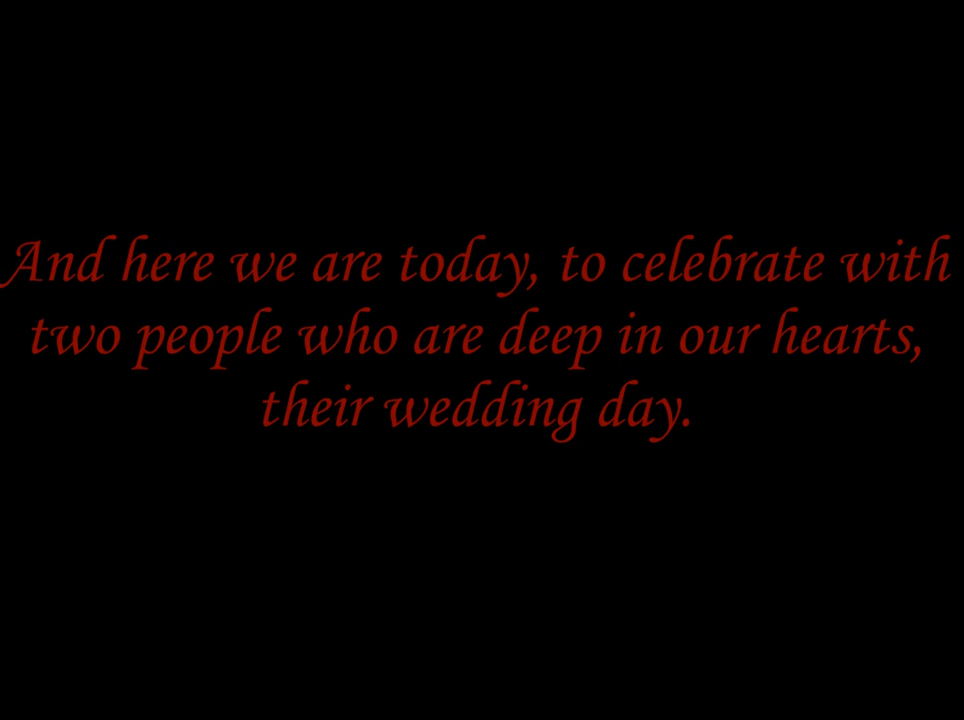 And here we are today, to celebrate with
two people who are deep in our hearts,
their wedding day.